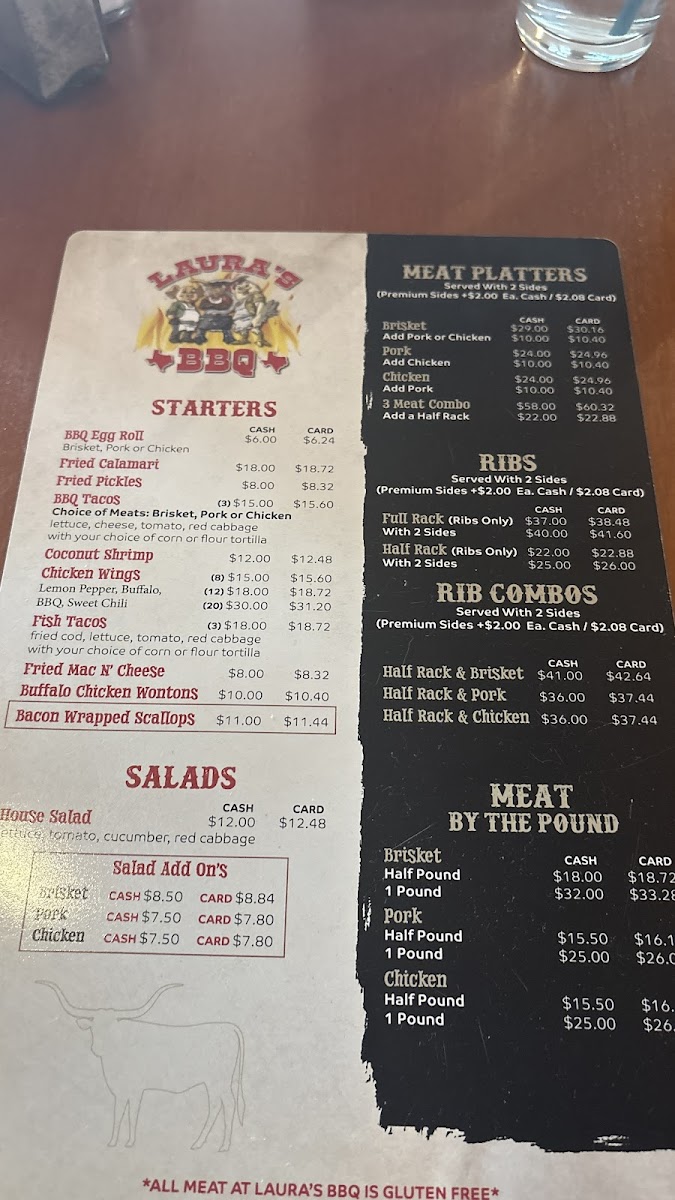 LAURA'S
BBQ
STARTERS
CASH CARD
BBQ Egg Roll $6.00 $6.24
Brisket, Pork or Chicken
Fried Calamari $18.00 $18.72
Fried Pickles $8.00 $8.32
BBQ Tacos (3) $15.00 $15.60
Choice of Meats: Brisket, Pork or Chicken
lettuce, cheese, tomato, red cabbage
with your choice of corn or flour tortilla
Coconut Shrimp $12.00 $12.48
Chicken Wings (8) $15.00 $15.60
Lemon Pepper, Buffalo, (12) $18.00 $18.72
BBQ, Sweet Chili (20) $30.00 $31.20
Fish Tacos (3) $18.00 $18.72
fried cod, lettuce, tomato, red cabbage
with your choice of corn or flour tortilla
Fried Mac N' Cheese $8.00 $8.32
Buffalo Chicken Wontons $10.00 $10.40
Bacon Wrapped Scallops $11.00 $11.44
SALADS
CASH CARD
House Salad $12.00 $12.48
lettuce, tomato, cucumber, red cabbage
Salad Add On's
Brisket CASH $8.50 CARD $8.84
Pork CASH $7.50 CARD $7.80
Chicken CASH $7.50 CARD $7.80
MEAT PLATTERS
Served With 2 Sides
(Premium Sides +$2.00 Ea. Cash / $2.08 Card)
CASH CARD
Brisket $29.00 $30.16
Add Pork or Chicken $10.00 $10.40
Pork $24.00 $24.96
Add Chicken $10.00 $10.40
Chicken $24.00 $24.96
Add Pork $10.00 $10.40
3 Meat Combo $58.00 $60.32
Add a Half Rack $22.00 $22.88
RIBS
Served With 2 Sides
(Premium Sides +$2.00 Ea. Cash / $2.08 Card)
CASH CARD
Full Rack (Ribs Only) $37.00 $38.48
With 2 Sides $40.00 $41.60
Half Rack (Ribs Only) $22.00 $22.88
With 2 Sides $25.00 $26.00
RIB COMBOS
Served With 2 Sides
(Premium Sides +$2.00 Ea. Cash / $2.08 Card)
CASH CARD
Half Rack & Brisket $41.00 $42.64
Half Rack & Pork $36.00 $37.44
Half Rack & Chicken $36.00 $37.44
MEAT
BY THE POUND
Brisket CASH CARD
Half Pound $18.00 $18.72
1 Pound $32.00 $33.28
Pork
Half Pound $15.50 $16.1
1 Pound $25.00 $26.0
Chicken
Half Pound $15.50 $16.
1 Pound $25.00 $26.
*ALL MEAT AT LAURA'S BBQ IS GLUTEN FREE*